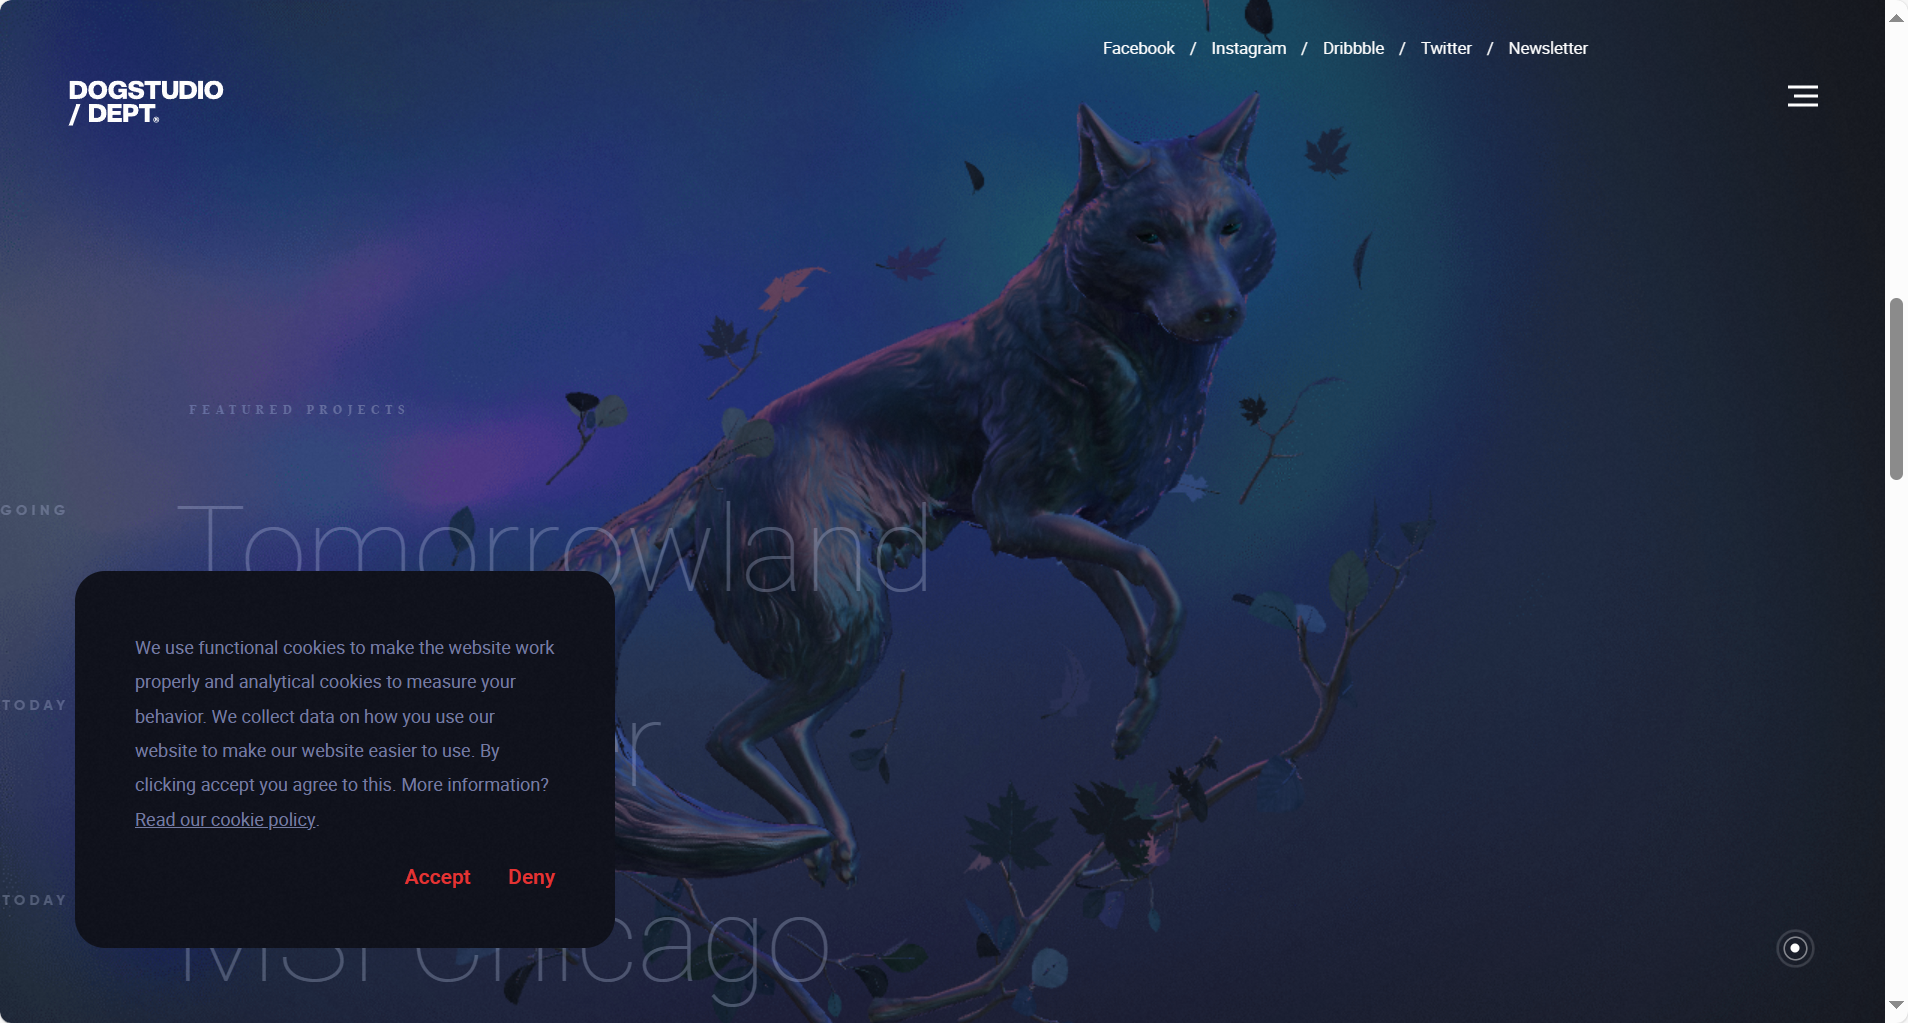 Facebook / Instagram / Dribbble / Twitter / Newsletter
DOGSTUDIO
/ DEPT®
FEATURED PROJECTS
GOING
Tomorrowland
We use functional cookies to make the website work
properly and analytical cookies to measure your
behavior. We collect data on how you use our
website to make our website easier to use. By
clicking accept you agree to this. More information?
Read our cookie policy.
Accept Deny
TODAY
r
TODAY
MSI Chicago